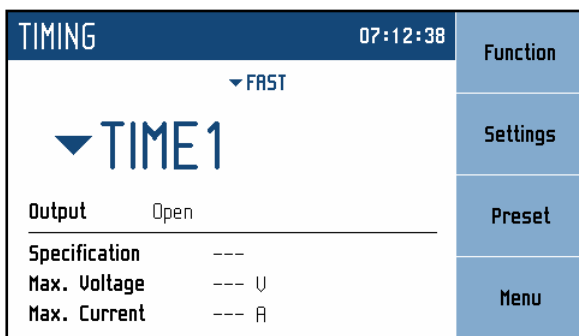 TIMING 07:12:38
FAST
TIME1
Output Open
Specification ---
Max. Voltage --- V
Max. Current --- A
Function
Settings
Preset
Menu